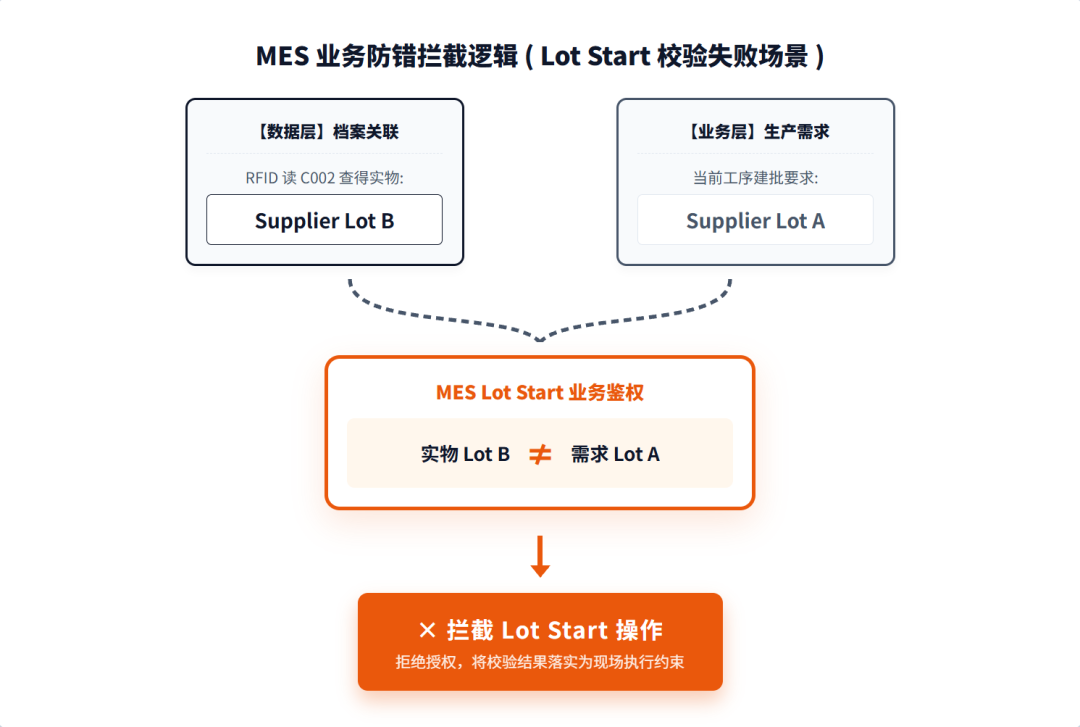 MES 业务防错拦截逻辑 ( Lot Start 校验失败场景 )
【数据层】档案关联
RFID 读 C002 查得实物:
Supplier Lot B
【业务层】生产需求
当前工序建批要求:
Supplier Lot A
MES Lot Start 业务鉴权
实物 Lot B ≠ 需求 Lot A
✕ 拦截 Lot Start 操作
拒绝授权，将校验结果落实为现场执行约束